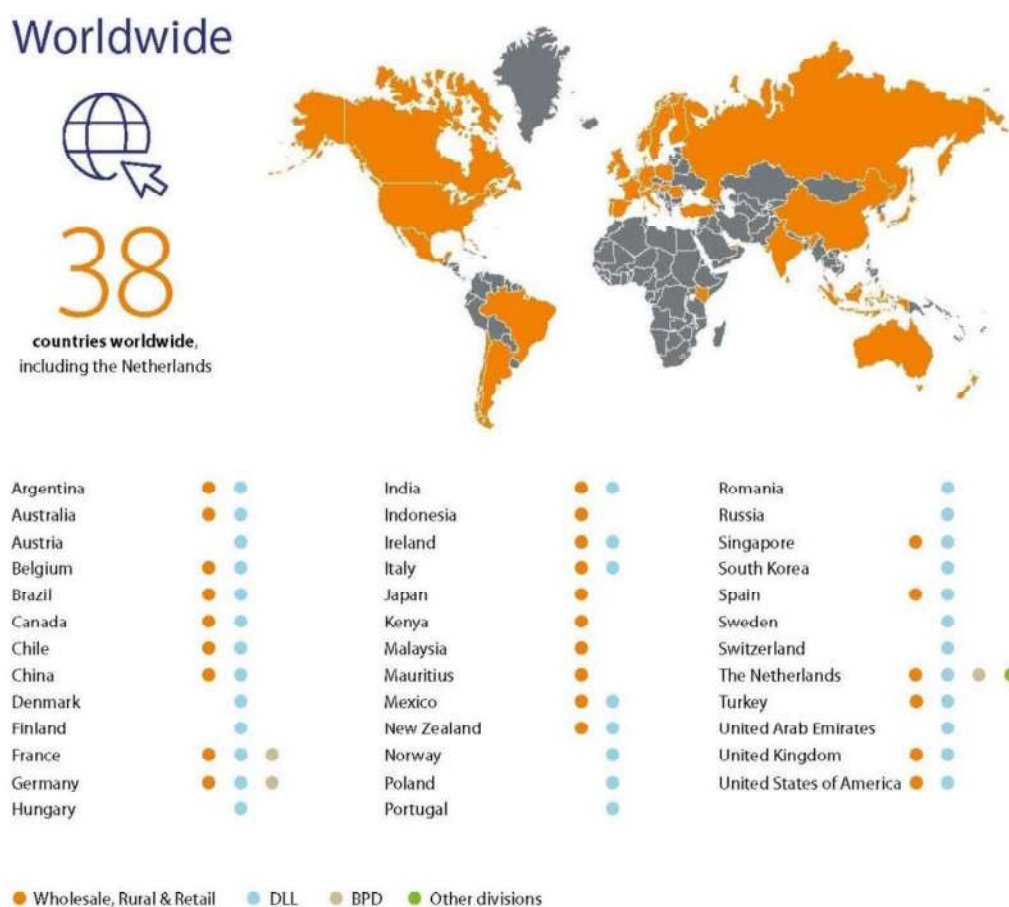 Worldwide
38
countries worldwide,
including the Netherlands
Argentina
Australia
Austria
Belgium
Brazil
Canada
Chile
China
Denmark
Finland
France
Germany
Hungary
India
Indonesia
Ireland
Italy
Japan
Kenya
Malaysia
Mauritius
Mexico
New Zealand
Norway
Poland
Portugal
Romania
Russia
Singapore
South Korea
Spain
Sweden
Switzerland
The Netherlands
Turkey
United Arab Emirates
United Kingdom
United States of America
Wholesale, Rural & Retail DLL BPD Other divisions